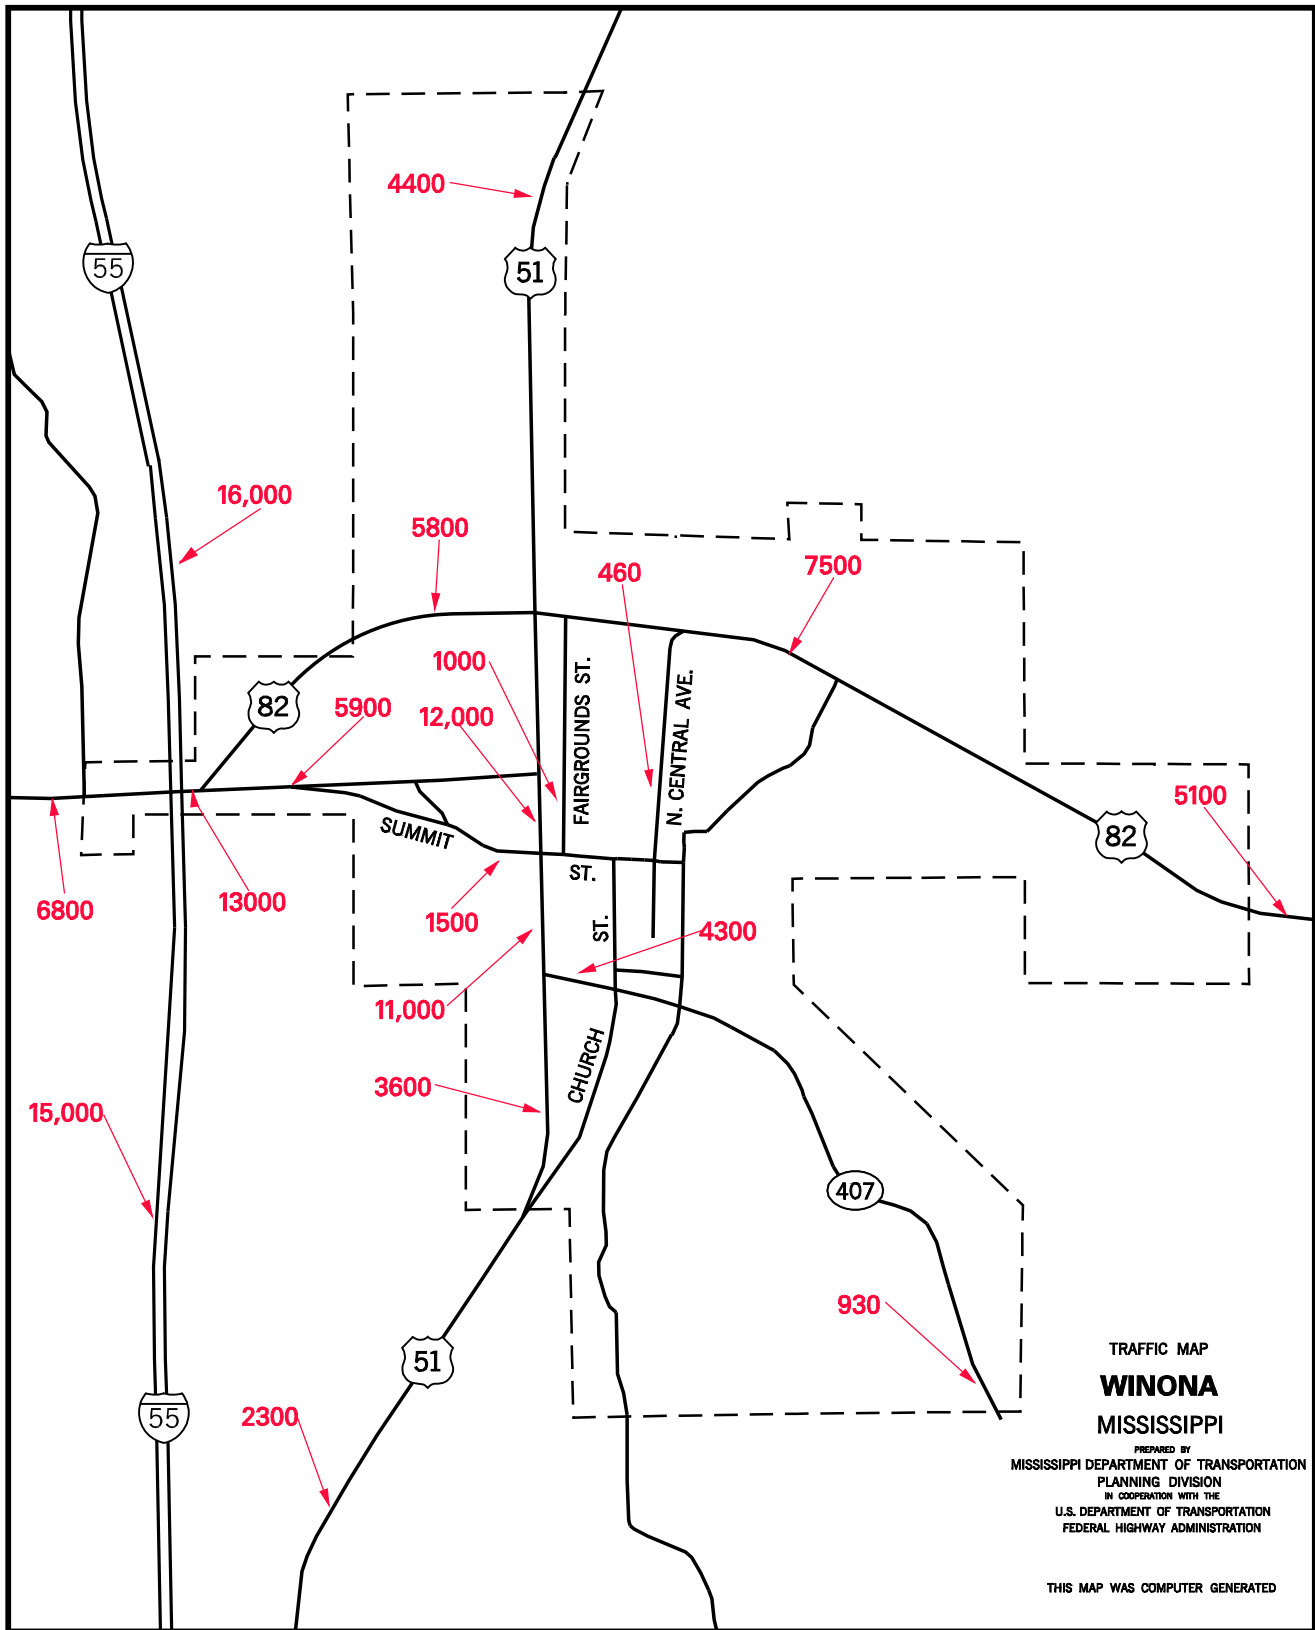 4400
55
51
16,000
5800
460
7500
1000
FAIRGROUNDS ST.
N. CENTRAL AVE.
82
5900
12,000
5100
SUMMIT
82
ST.
6800
13000
1500
ST.
4300
11,000
CHURCH
3600
15,000
407
930
51
55
2300
TRAFFIC MAP
WINONA
MISSISSIPPI
PREPARED BY
MISSISSIPPI DEPARTMENT OF TRANSPORTATION
PLANNING DIVISION
IN COOPERATION WITH THE
U.S. DEPARTMENT OF TRANSPORTATION
FEDERAL HIGHWAY ADMINISTRATION
THIS MAP WAS COMPUTER GENERATED